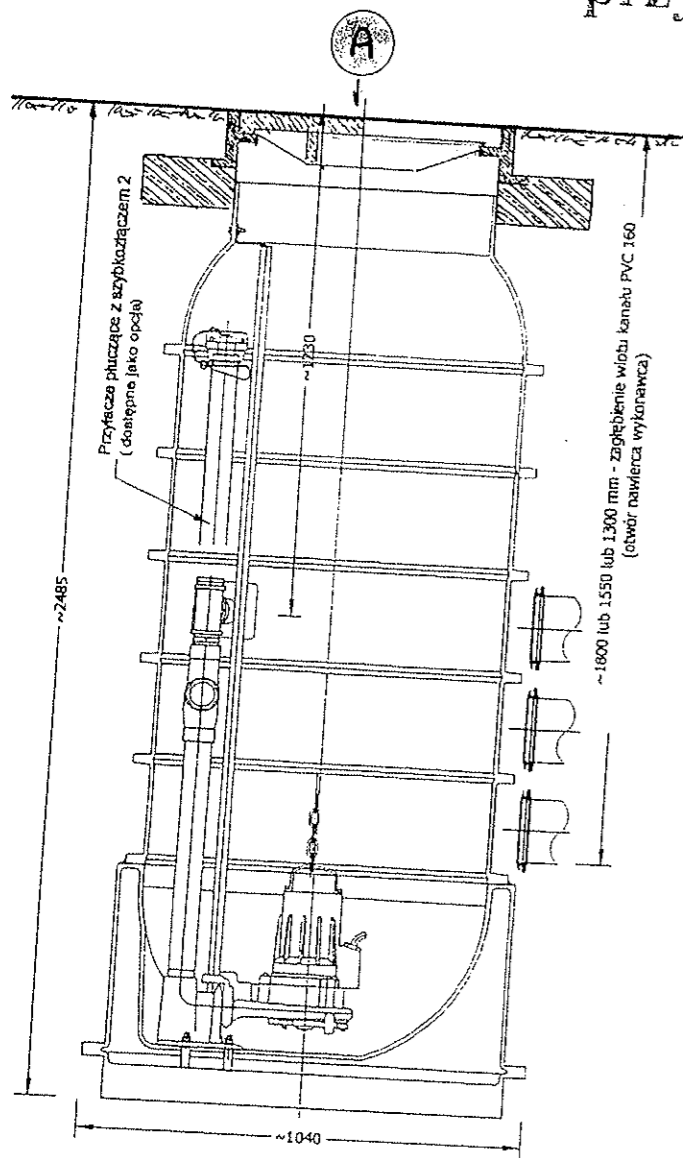 A
Przyłącze płuczące z szybkozłączem 2
(dostępne jako opcja)
~1230
~2485
~1800 lub 1550 lub 1300 mm - zagłębienie wlotu kanału PVC 160
(otwór nawierca wykonawca)
~1040